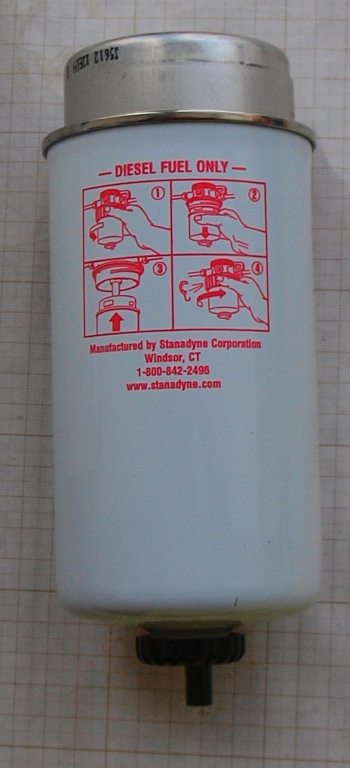 — DIESEL FUEL ONLY —
1
2
3
4
Manufactured by Stanadyne Corporation
Windsor, CT
1-800-842-2496
www.stanadyne.com